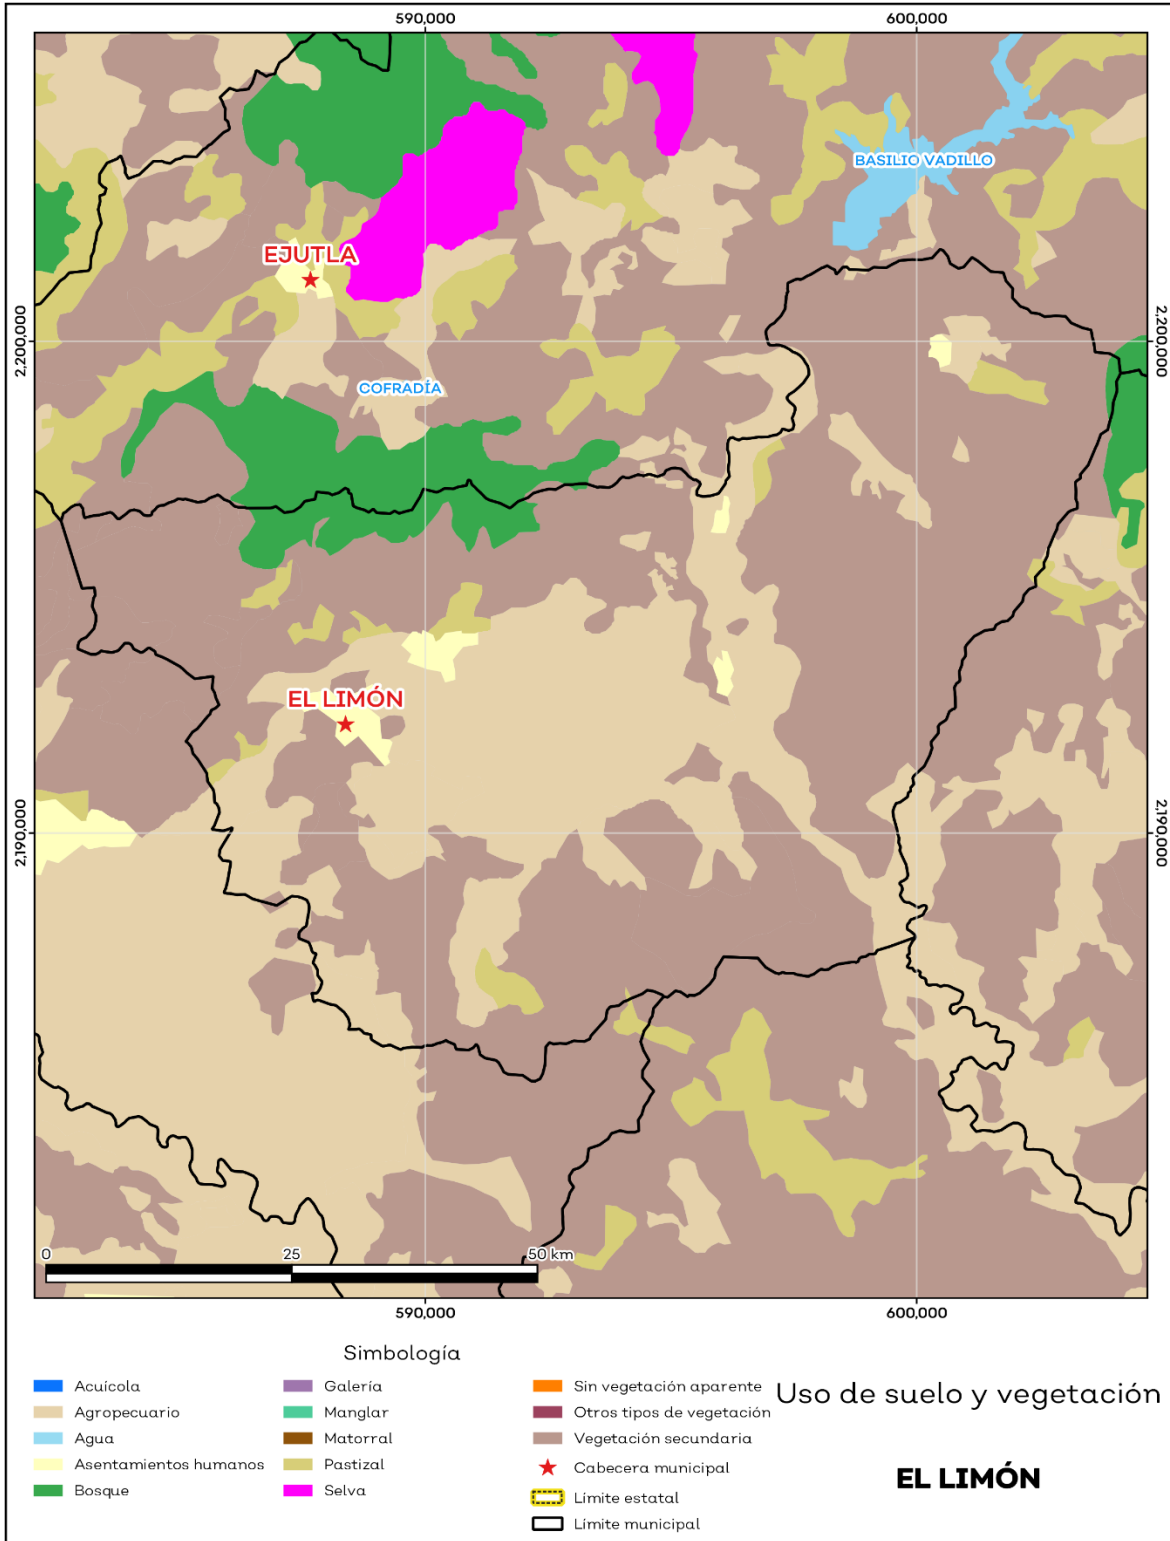 590,000
600,000
BASILIO VADILLO
EJUTLA
2,200,000
2,200,000
COFRADÍA
EL LIMÓN
2,190,000
2,190,000
0
25
50 km
590,000
600,000
Simbología
Acuícola
Agropecuario
Agua
Asentamientos humanos
Bosque
Galería
Manglar
Matorral
Pastizal
Selva
Sin vegetación aparente
Otros tipos de vegetación
Vegetación secundaria
Cabecera municipal
Límite estatal
Límite municipal
Uso de suelo y vegetación
EL LIMÓN